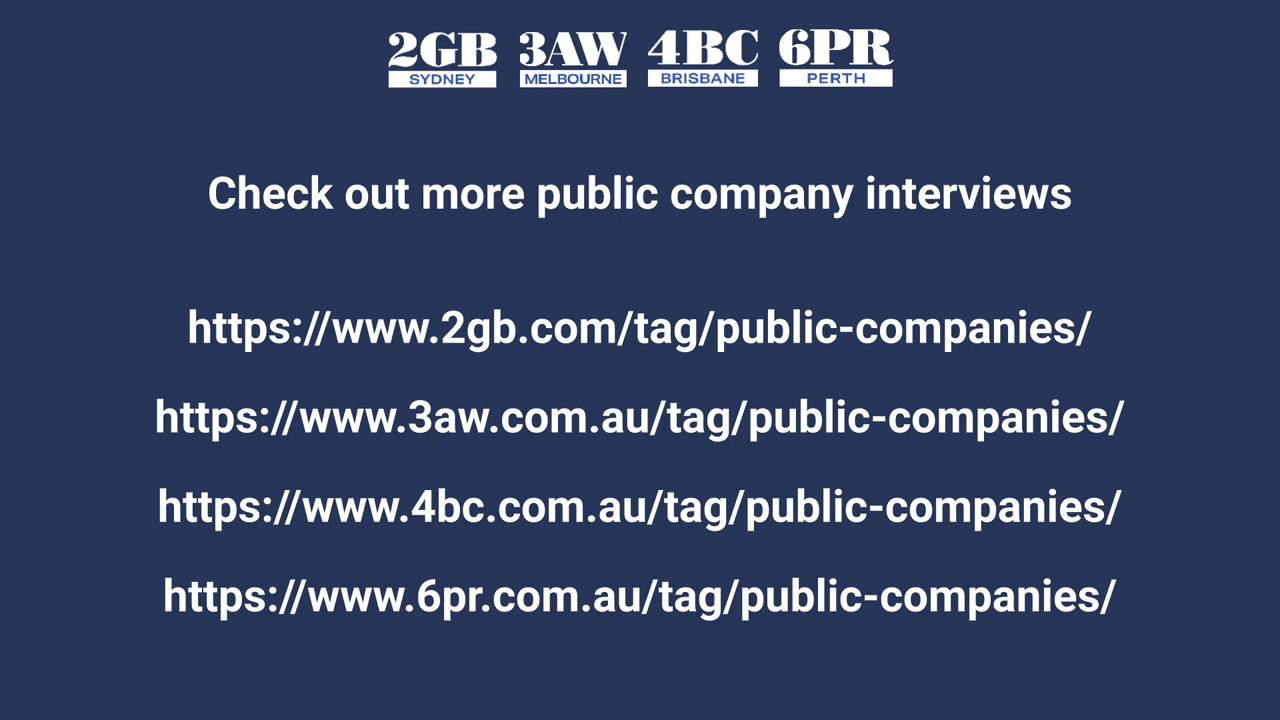 2GB 3AW 4BC 6PR
SYDNEY MELBOURNE BRISBANE PERTH
Check out more public company interviews
https://www.2gb.com/tag/public-companies/
https://www.3aw.com.au/tag/public-companies/
https://www.4bc.com.au/tag/public-companies/
https://www.6pr.com.au/tag/public-companies/